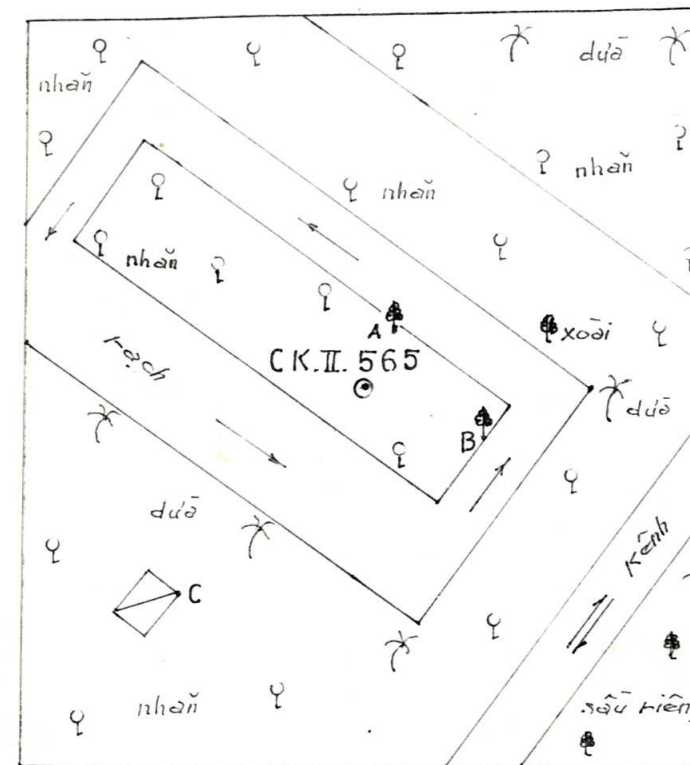 dừa
nhãn
nhãn
nhãn
nhãn
xoài
A
CK.II.565
rạch
dừa
B
dừa
Kênh
C
nhãn
sầu riêng